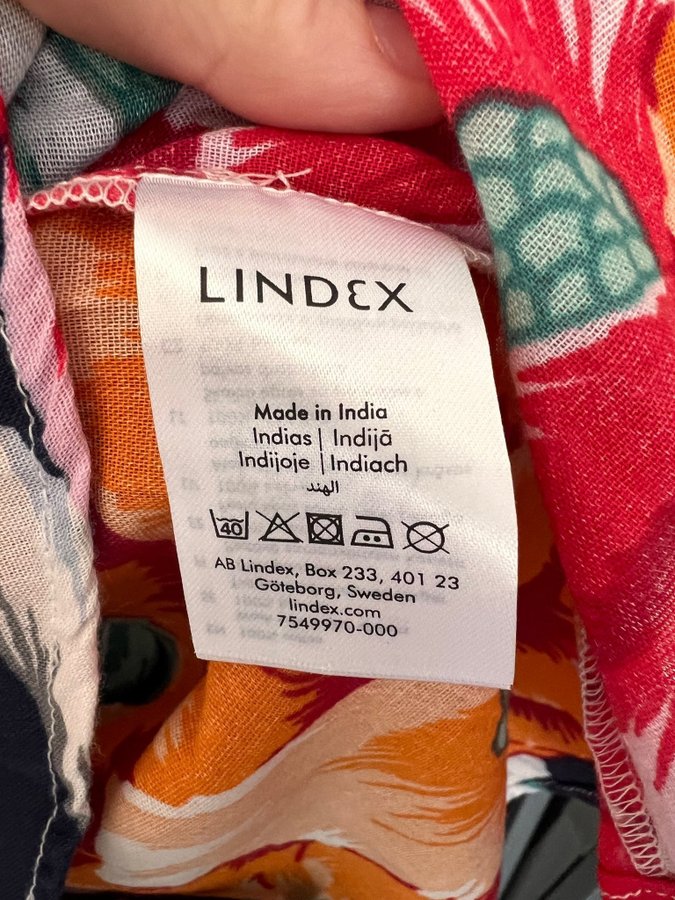 LINDEX
Made in India
Indias | Indijā
Indijoje | Indiach
الهند
40
AB Lindex, Box 233, 401 23
Göteborg, Sweden
lindex.com
7549970-000